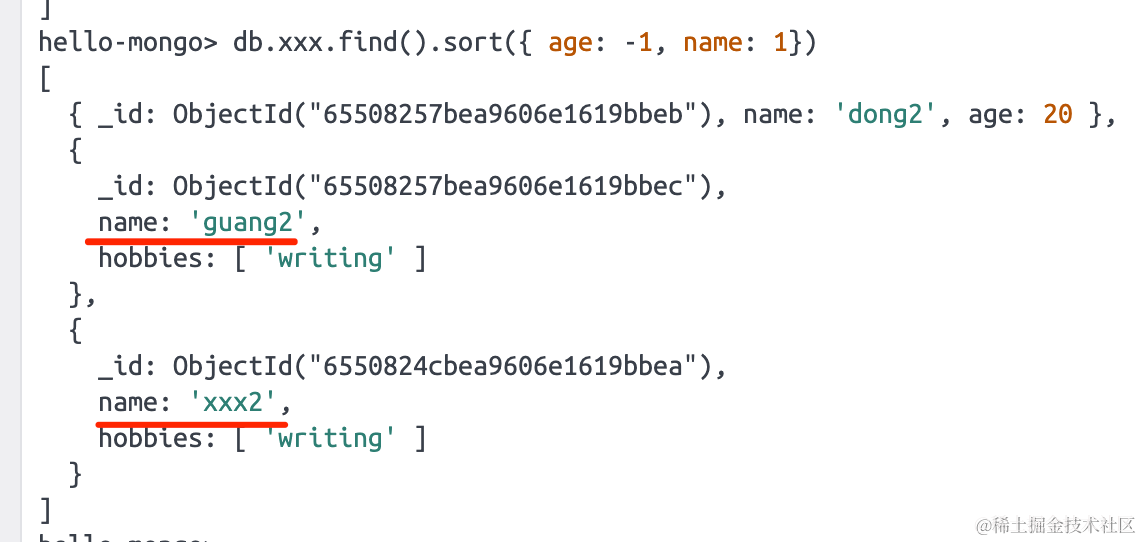 ]
hello-mongo> db.xxx.find().sort({ age: -1, name: 1})
[
  { _id: ObjectId("65508257bea9606e1619bbeb"), name: 'dong2', age: 20 },
  {
    _id: ObjectId("65508257bea9606e1619bbec"),
    name: 'guang2',
    hobbies: [ 'writing' ]
  },
  {
    _id: ObjectId("6550824cbea9606e1619bbea"),
    name: 'xxx2',
    hobbies: [ 'writing' ]
  }
]
hello-mongo>
@稀土掘金技术社区